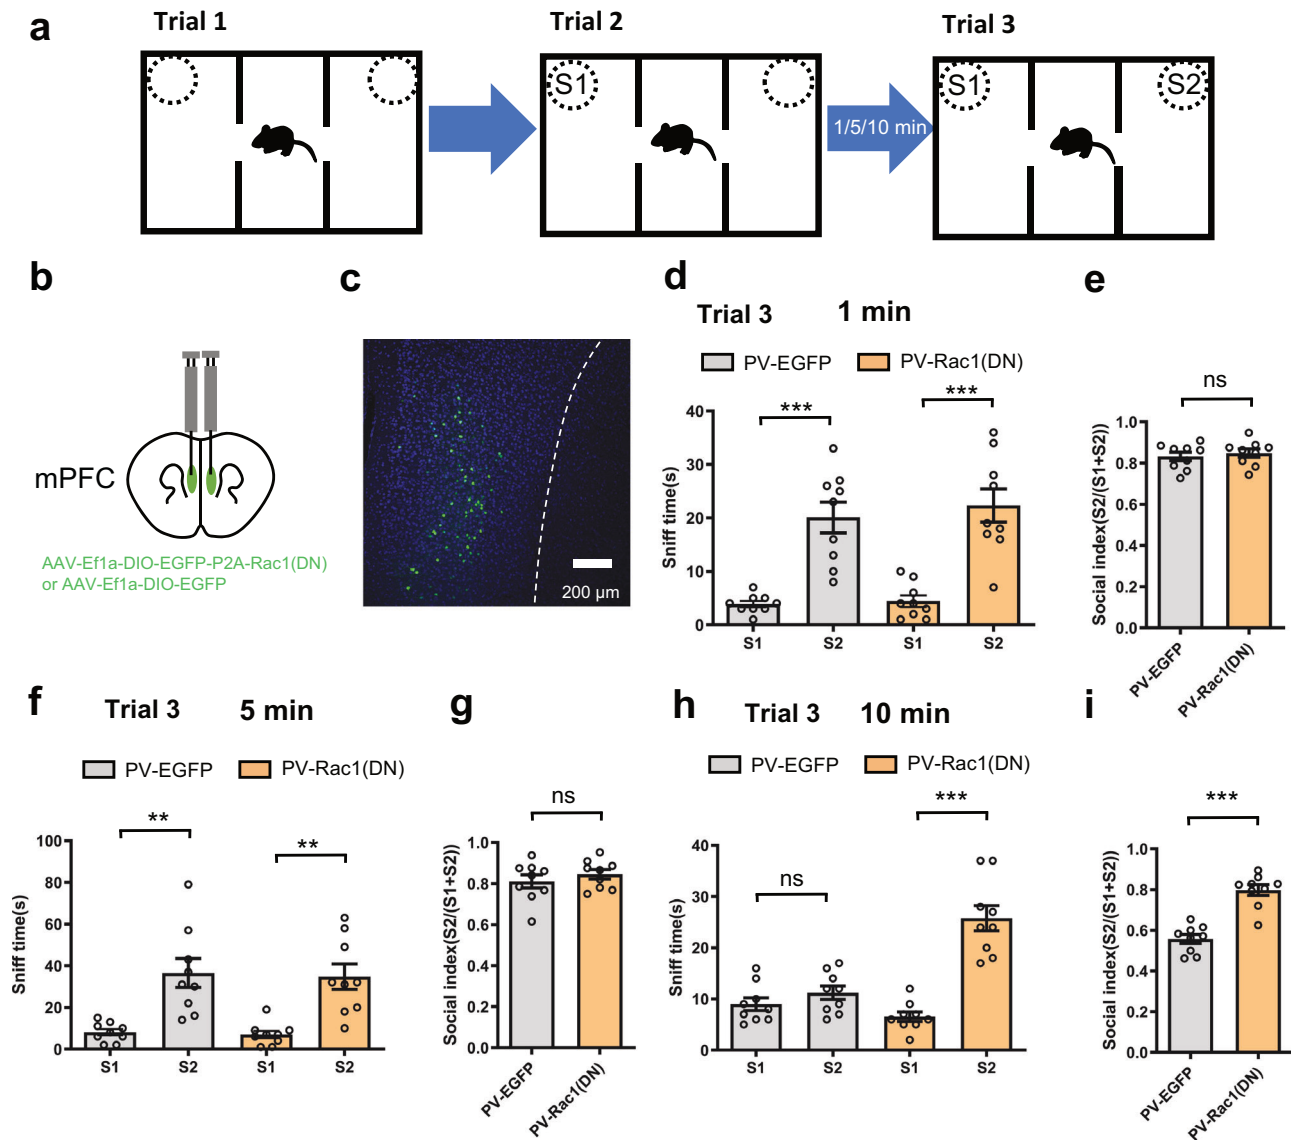 a
Trial 1
Trial 2
Trial 3
S1
1/5/10 min
S1
S2
b
mPFC
AAV-Ef1a-DIO-EGFP-P2A-Rac1(DN)
or AAV-Ef1a-DIO-EGFP
c
200 µm
d
Trial 3 1 min
PV-EGFP PV-Rac1(DN)
Sniff time(s)
40
30
20
10
0
*** ***
S1 S2 S1 S2
e
ns
Social index(S2/(S1+S2))
1.0
0.8
0.6
0.4
0.2
0.0
PV-EGFP
PV-Rac1(DN)
f
Trial 3 5 min
PV-EGFP PV-Rac1(DN)
Sniff time(s)
100
80
60
40
20
0
** **
S1 S2 S1 S2
g
ns
Social index(S2/(S1+S2))
1.0
0.8
0.6
0.4
0.2
0.0
PV-EGFP
PV-Rac1(DN)
h
Trial 3 10 min
PV-EGFP PV-Rac1(DN)
Sniff time(s)
40
30
20
10
0
ns ***
S1 S2 S1 S2
i
***
Social index(S2/(S1+S2))
1.0
0.8
0.6
0.4
0.2
0.0
PV-EGFP
PV-Rac1(DN)